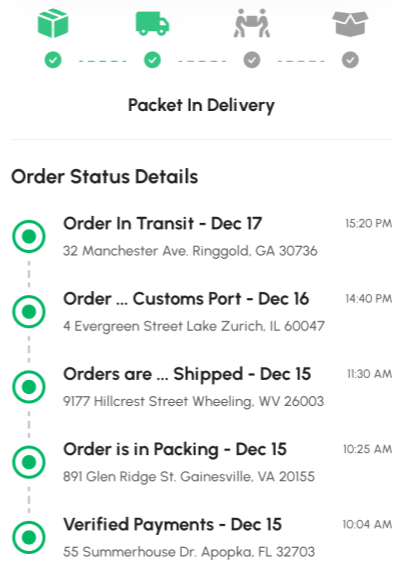 Packet In Delivery
Order Status Details
Order In Transit - Dec 17
15:20 PM
32 Manchester Ave. Ringgold, GA 30736
Order ... Customs Port - Dec 16
14:40 PM
4 Evergreen Street Lake Zurich, IL 60047
Orders are ... Shipped - Dec 15
11:30 AM
9177 Hillcrest Street Wheeling, WV 26003
Order is in Packing - Dec 15
10:25 AM
891 Glen Ridge St. Gainesville, VA 20155
Verified Payments - Dec 15
10:04 AM
55 Summerhouse Dr. Apopka, FL 32703